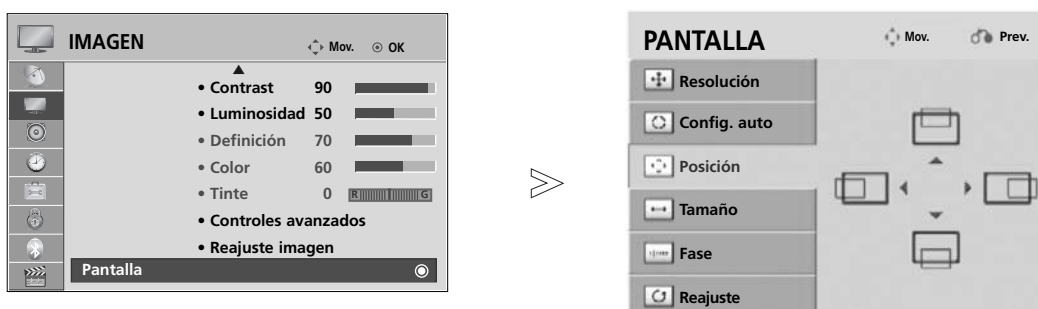 IMAGEN Mov. OK
• Contrast 90
• Luminosidad 50
• Definición 70
• Color 60
• Tinte 0 R G
• Controles avanzados
• Reajuste imagen
Pantalla
PANTALLA Mov. Prev.
Resolución
Config. auto
Posición
Tamaño
Fase
Reajuste